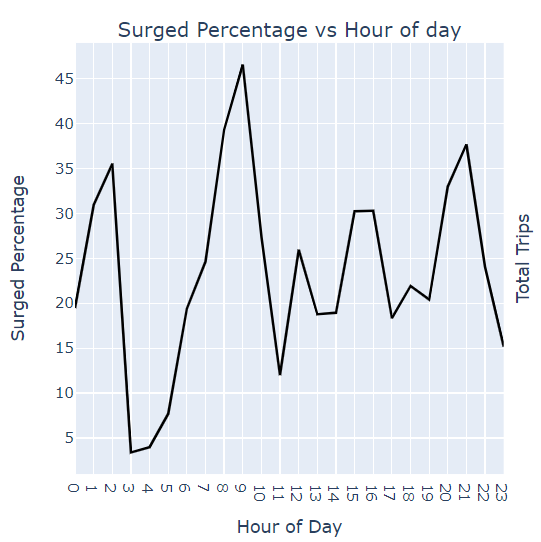 Surged Percentage vs Hour of day
45
40
35
30
25
20
15
10
5
Surged Percentage
Total Trips
0 1 2 3 4 5 6 7 8 9 10 11 12 13 14 15 16 17 18 19 20 21 22 23
Hour of Day